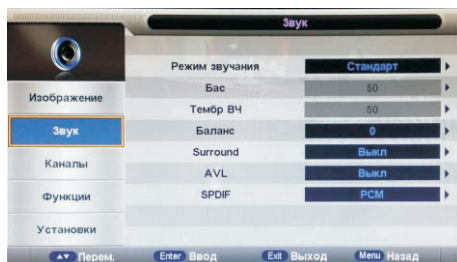 Звук
Режим звучания Стандарт
Бас 50
Тембр ВЧ 50
Баланс 0
Surround Выкл
AVL Выкл
SPDIF PCM
Изображение
Звук
Каналы
Функции
Установки
Перем. Enter Ввод Exit Выход Menu Назад